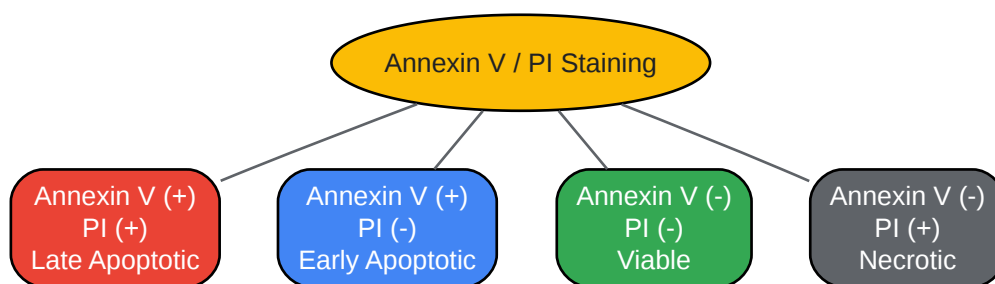 Annexin V / PI Staining
Annexin V (+)
PI (+)
Late Apoptotic
Annexin V (+)
PI (-)
Early Apoptotic
Annexin V (-)
PI (-)
Viable
Annexin V (-)
PI (+)
Necrotic